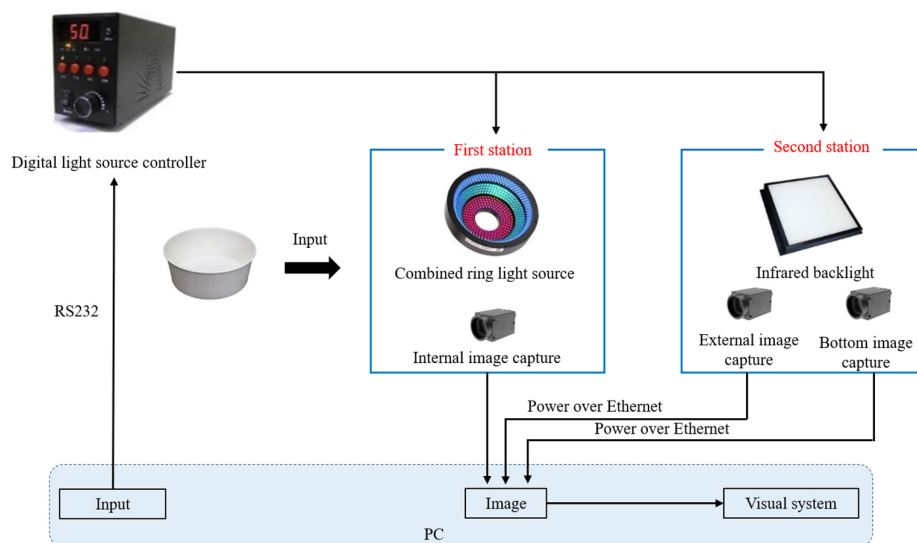 50.
Digital light source controller
First station
Second station
Input
Combined ring light source
Infrared backlight
RS232
Internal image capture
External image
capture
Bottom image
capture
Power over Ethernet
Power over Ethernet
Input
Image
Visual system
PC